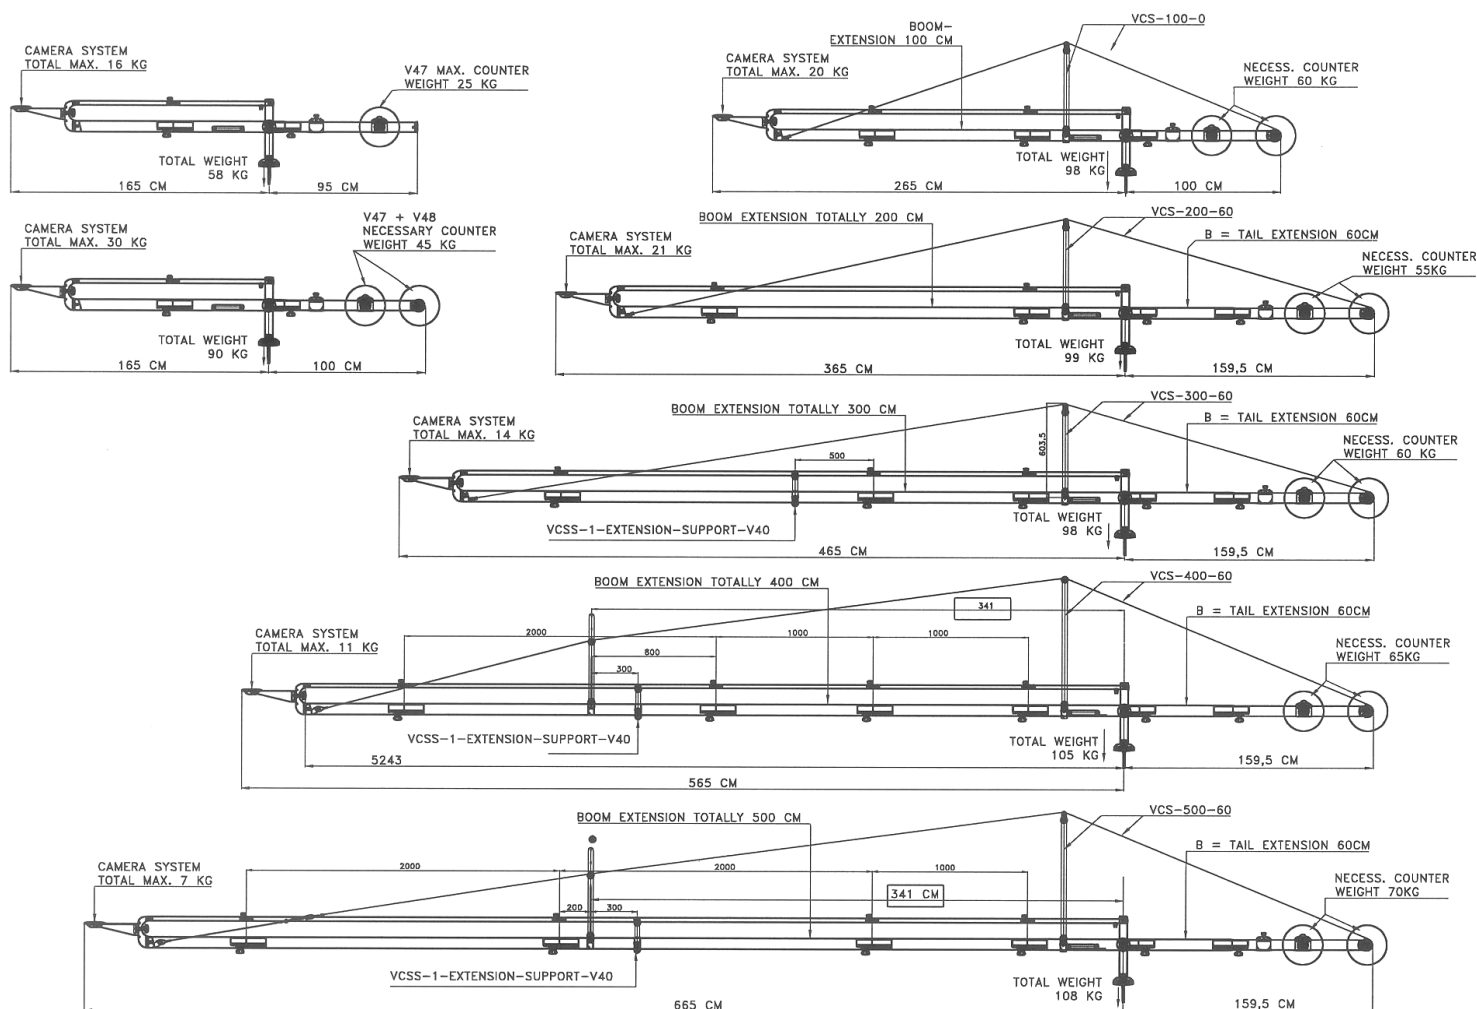 CAMERA SYSTEM
TOTAL MAX. 16 KG
V47 MAX. COUNTER
WEIGHT 25 KG
TOTAL WEIGHT
58 KG
165 CM
95 CM
BOOM-
EXTENSION 100 CM
VCS-100-0
CAMERA SYSTEM
TOTAL MAX. 20 KG
NECESS. COUNTER
WEIGHT 60 KG
TOTAL WEIGHT
98 KG
265 CM
100 CM
V47 + V48
NECESSARY COUNTER
WEIGHT 45 KG
CAMERA SYSTEM
TOTAL MAX. 30 KG
TOTAL WEIGHT
90 KG
165 CM
100 CM
BOOM EXTENSION TOTALLY 200 CM
VCS-200-60
B = TAIL EXTENSION 60CM
CAMERA SYSTEM
TOTAL MAX. 21 KG
NECESS. COUNTER
WEIGHT 55KG
TOTAL WEIGHT
99 KG
365 CM
159,5 CM
BOOM EXTENSION TOTALLY 300 CM
VCS-300-60
B = TAIL EXTENSION 60CM
CAMERA SYSTEM
TOTAL MAX. 14 KG
603,5
500
NECESS. COUNTER
WEIGHT 60 KG
VCSS-1-EXTENSION-SUPPORT-V40
TOTAL WEIGHT
98 KG
465 CM
159,5 CM
BOOM EXTENSION TOTALLY 400 CM
VCS-400-60
341
B = TAIL EXTENSION 60CM
CAMERA SYSTEM
TOTAL MAX. 11 KG
2000
1000
1000
800
300
NECESS. COUNTER
WEIGHT 65KG
VCSS-1-EXTENSION-SUPPORT-V40
TOTAL WEIGHT
105 KG
5243
159,5 CM
565 CM
BOOM EXTENSION TOTALLY 500 CM
VCS-500-60
B = TAIL EXTENSION 60CM
CAMERA SYSTEM
TOTAL MAX. 7 KG
2000
2000
1000
341 CM
200
300
NECESS. COUNTER
WEIGHT 70KG
VCSS-1-EXTENSION-SUPPORT-V40
TOTAL WEIGHT
108 KG
665 CM
159,5 CM